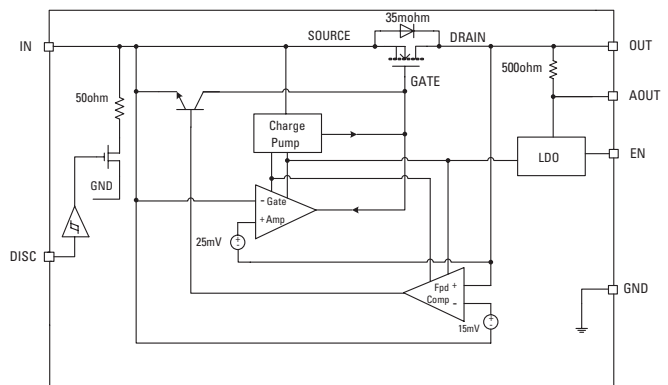 35mohm
IN
SOURCE
DRAIN
OUT
50ohm
500ohm
GATE
AOUT
Charge
Pump
EN
LDO
GND
- Gate
+ Amp
25mV
DISC
Fpd +
Comp -
15mV
GND
+
-
+
-